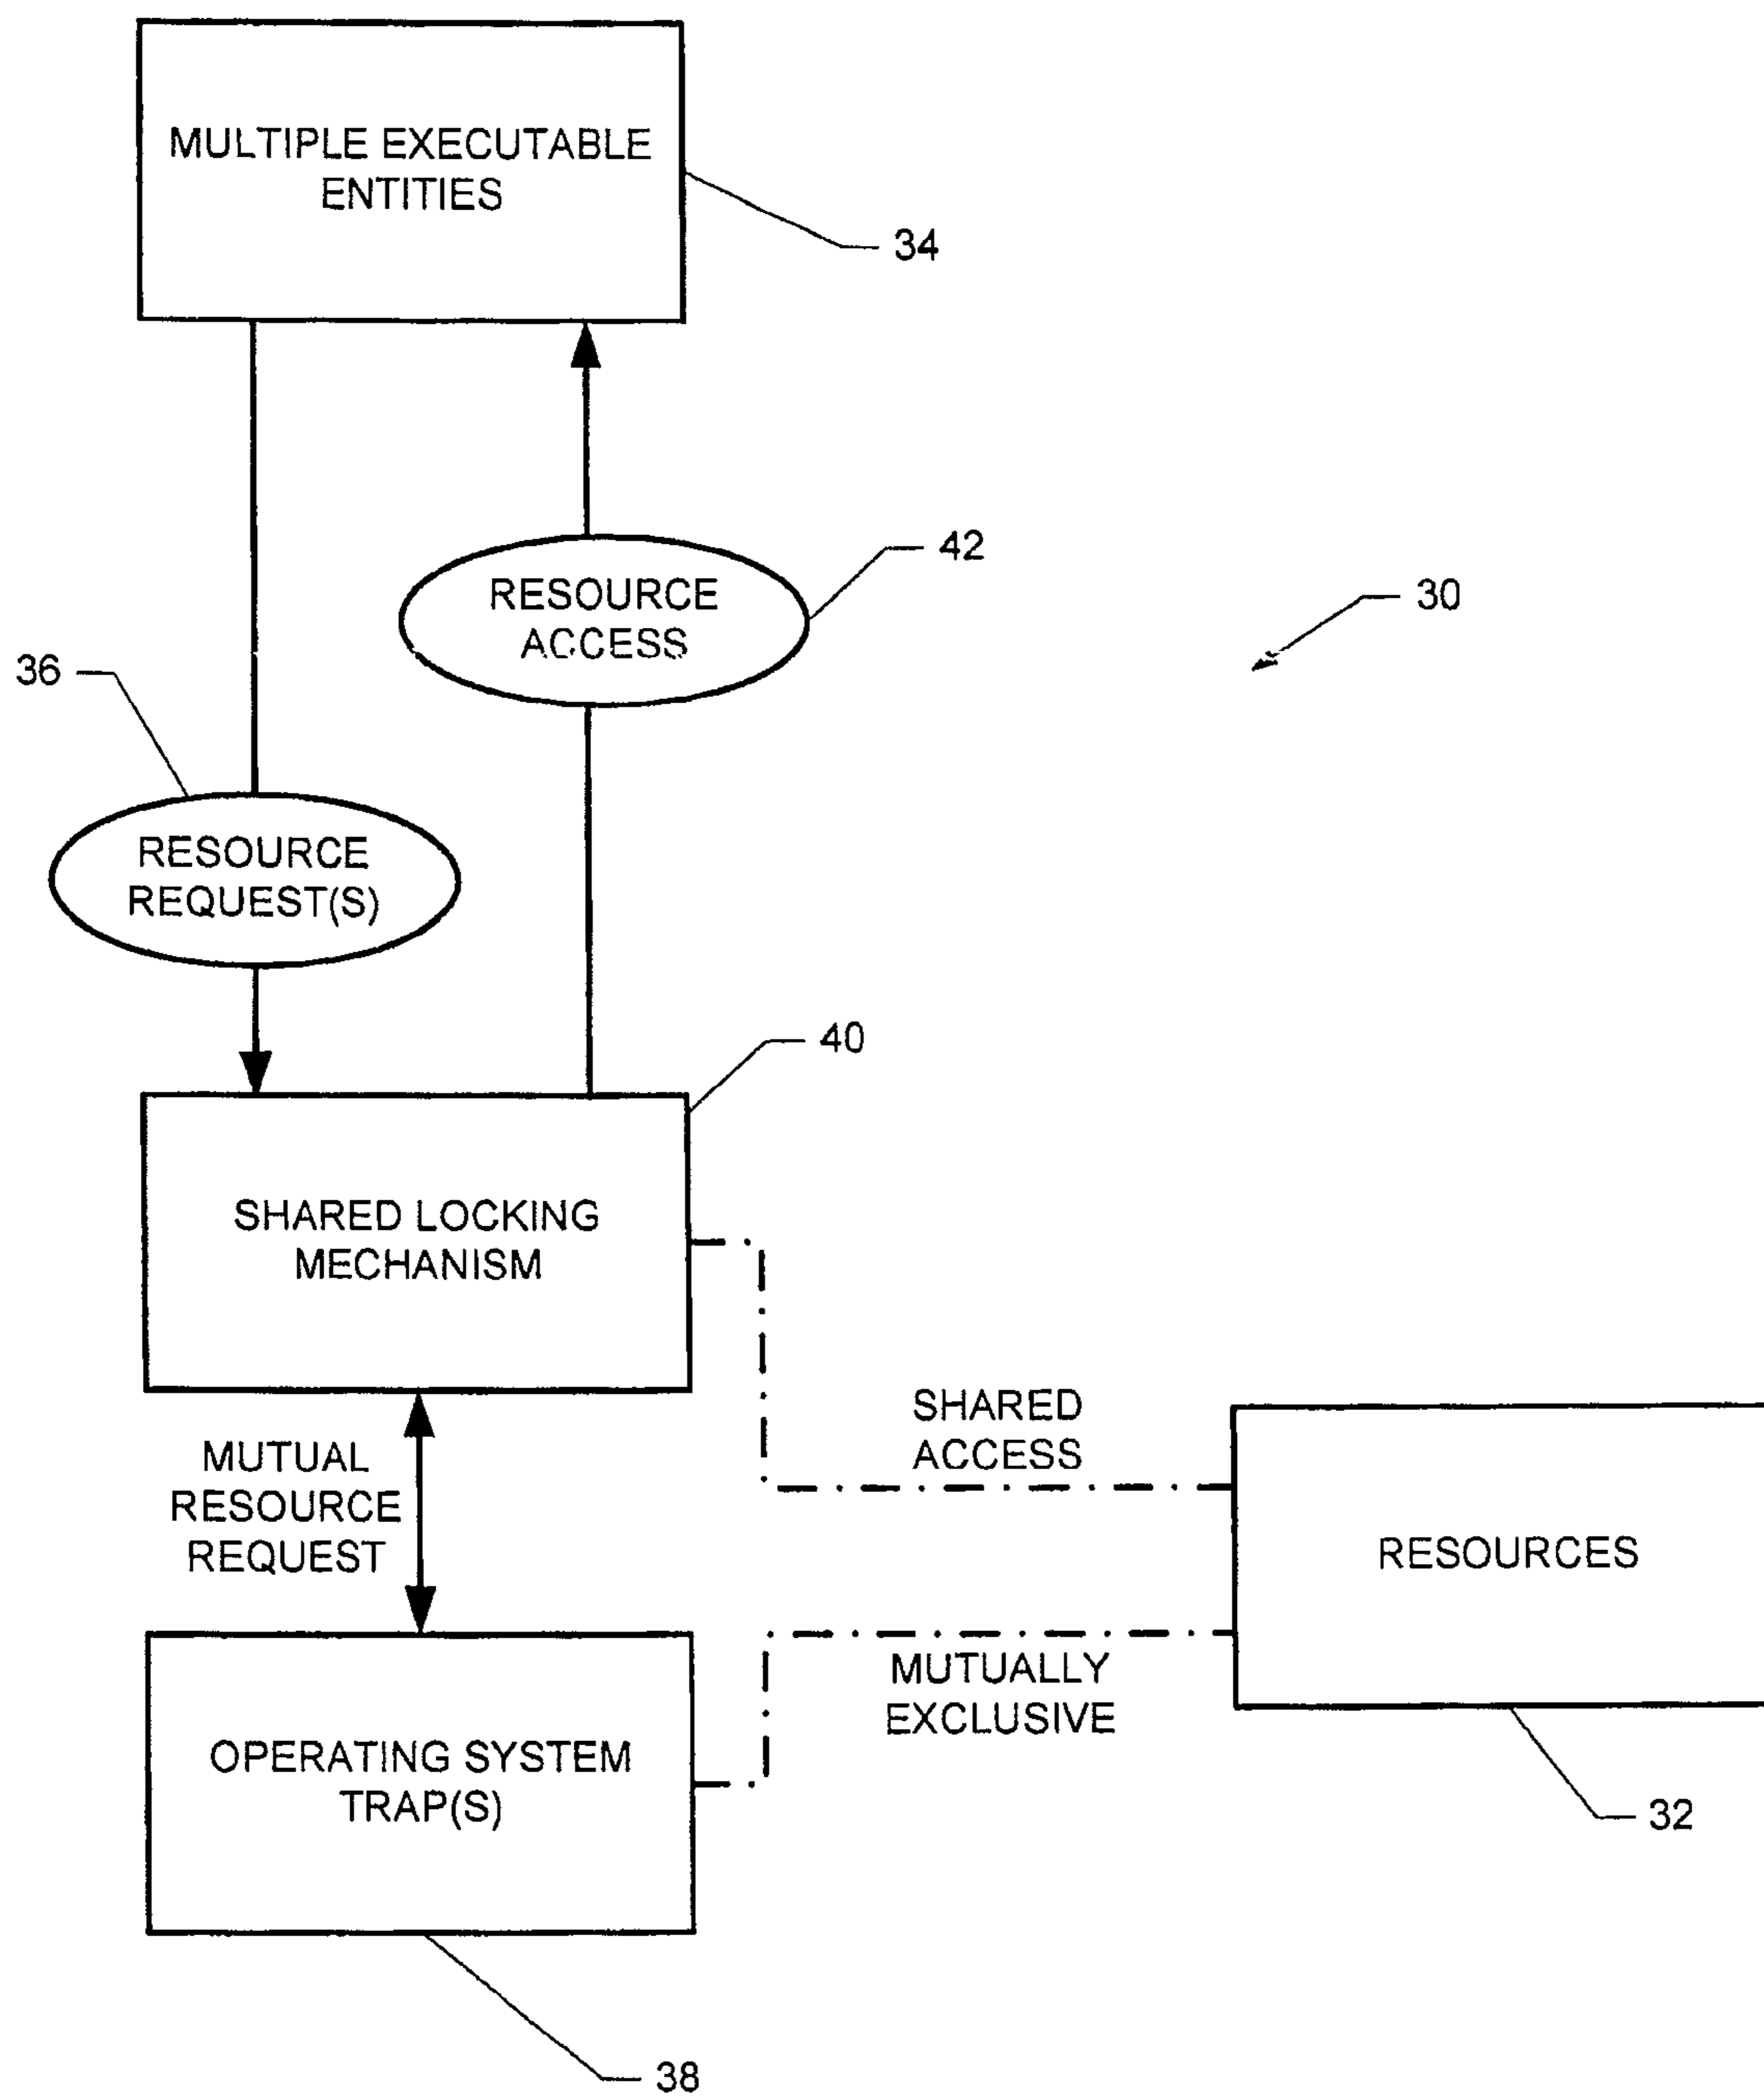 MULTIPLE EXECUTABLE
ENTITIES
34
42
RESOURCE
ACCESS
30
36
RESOURCE
REQUEST(S)
40
SHARED LOCKING
MECHANISM
SHARED
ACCESS
MUTUAL
RESOURCE
REQUEST
RESOURCES
MUTUALLY
EXCLUSIVE
OPERATING SYSTEM
TRAP(S)
32
38